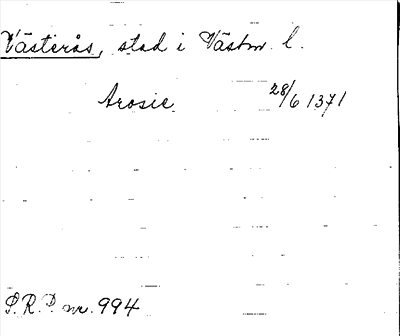 Västerås, stad i Västm. l.
Arosie 28/6 1371
S.R.P. nr. 994